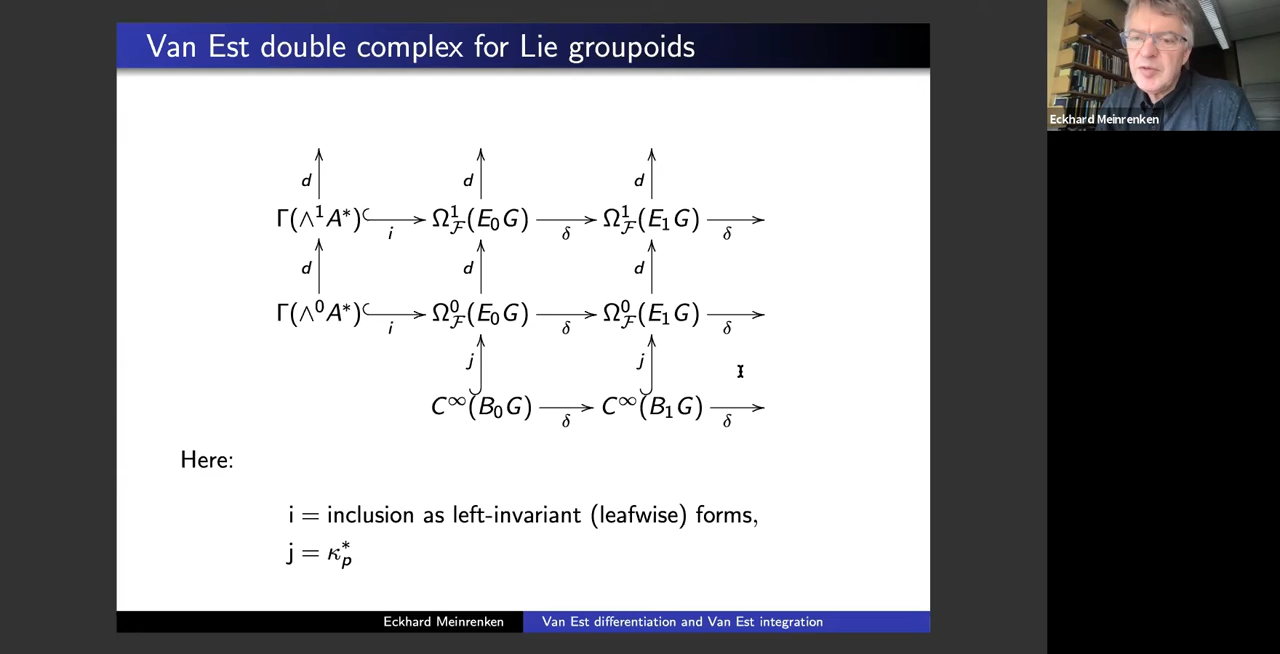 Van Est double complex for Lie groupoids
Eckhard Meinrenken
d d d
Γ(∧¹A*) i Ω¹_ℱ(E₀G) δ Ω¹_ℱ(E₁G) δ
d d d
Γ(∧⁰A*) i Ω⁰_ℱ(E₀G) δ Ω⁰_ℱ(E₁G) δ
j j
C^∞(B₀G) δ C^∞(B₁G) δ
Here:
i = inclusion as left-invariant (leafwise) forms,
j = κ*_p
Eckhard Meinrenken Van Est differentiation and Van Est integration